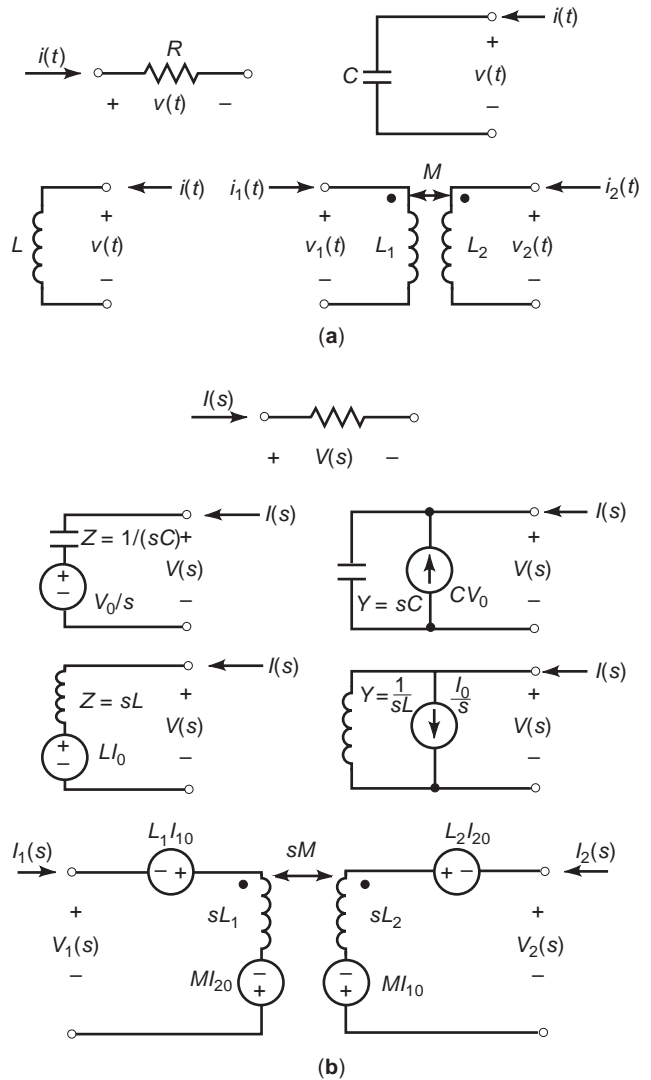 i(t) R
+ v(t) −
C + v(t) − i(t)
L + v(t) − i(t)
i₁(t) + v₁(t) − L₁ M L₂ + v₂(t) − i₂(t)
(a)
I(s)
+ V(s) −
Z = 1/(sC) + − V₀/s + V(s) − I(s)
Y = sC CV₀ + V(s) − I(s)
Z = sL + − LI₀ + V(s) − I(s)
Y = 1/sL I₀/s + V(s) − I(s)
I₁(s) L₁I₁₀ − + sM L₂I₂₀ + − I₂(s)
+ V₁(s) − sL₁ sL₂ + V₂(s) −
MI₂₀ − + − + MI₁₀
(b)